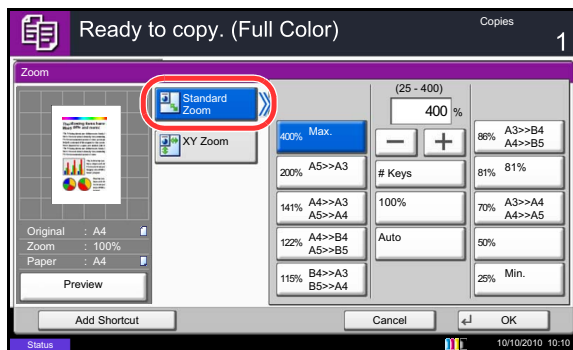 Ready to copy. (Full Color)
Copies
1
Zoom
Standard
Zoom
XY Zoom
(25 - 400)
400 %
400% Max.
200% A5>>A3
141% A4>>A3
A5>>A4
122% A4>>B4
A5>>B5
115% B4>>A3
B5>>A4
# Keys
100%
Auto
86% A3>>B4
A4>>B5
81% 81%
70% A3>>A4
A4>>A5
50%
25% Min.
Original : A4
Zoom : 100%
Paper : A4
Preview
Add Shortcut
Cancel
OK
Status
10/10/2010 10:10